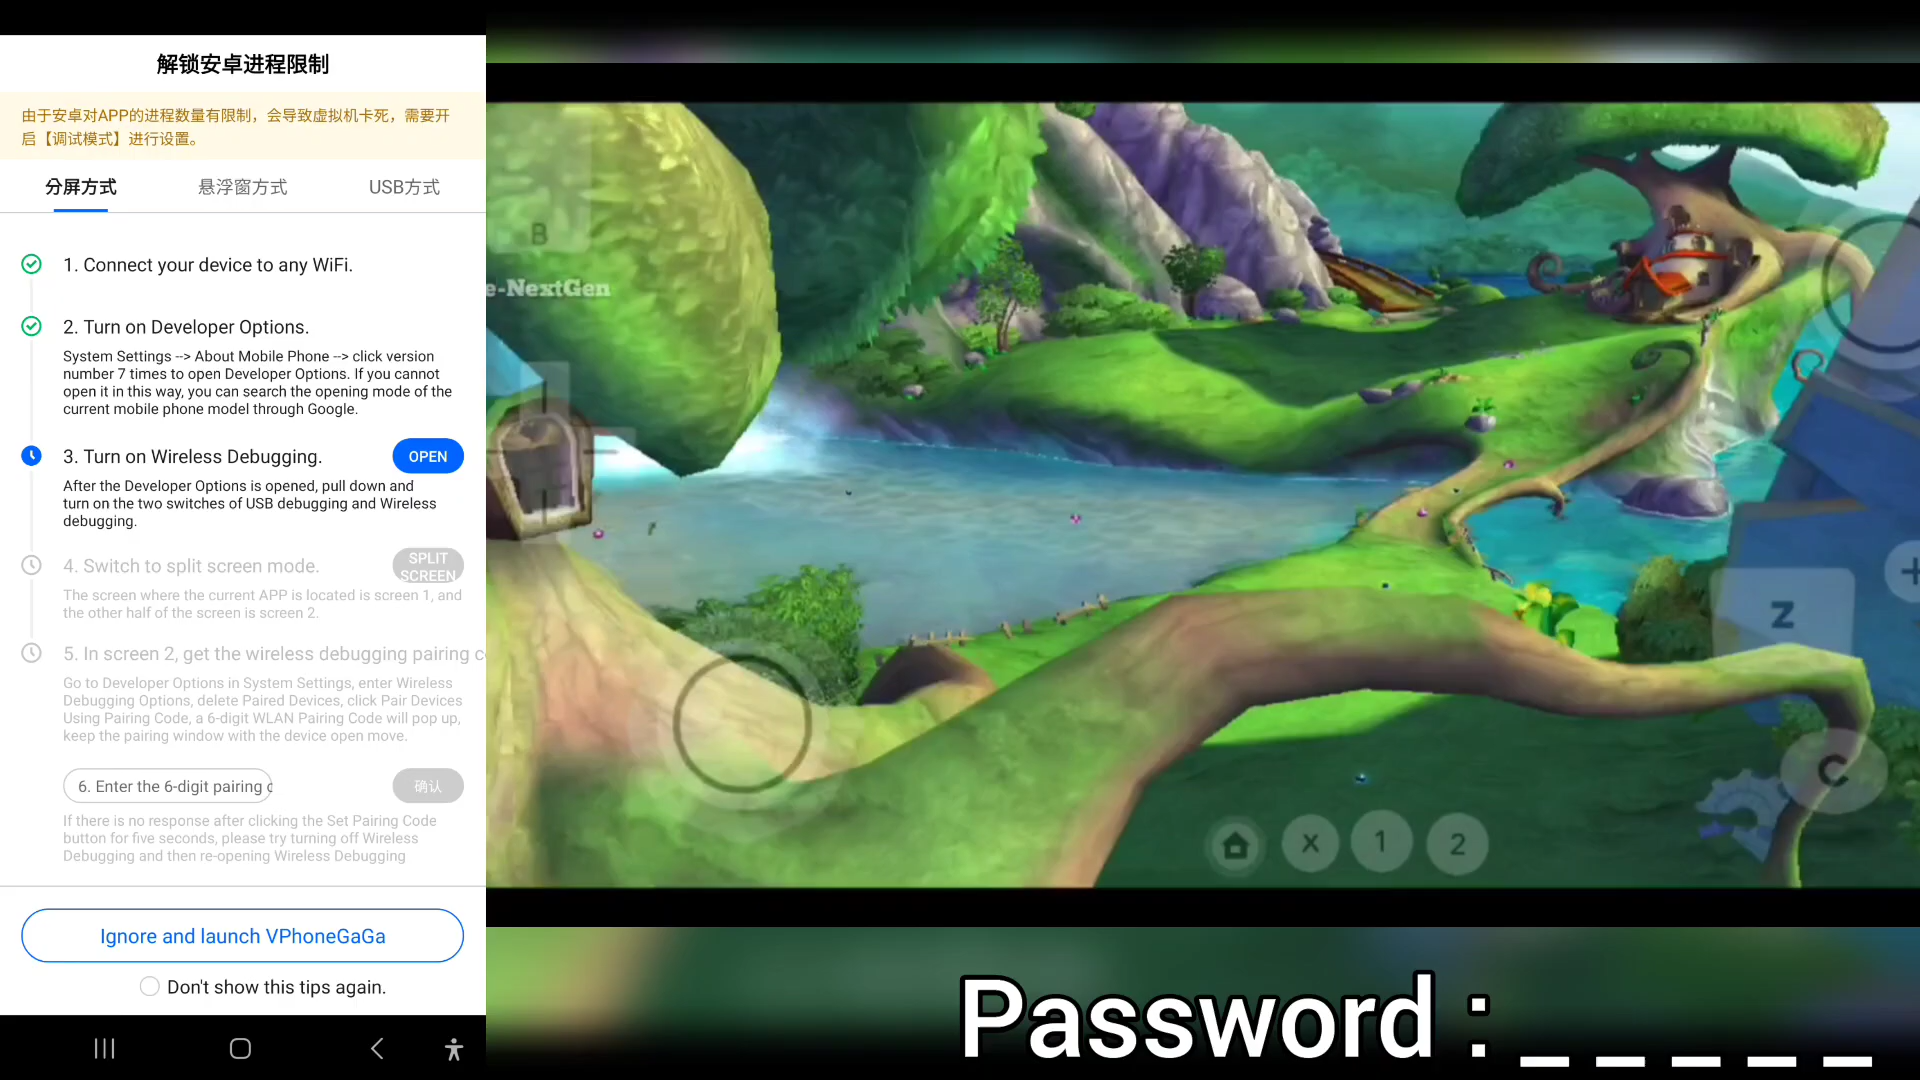 解锁安卓进程限制
由于安卓对APP的进程数量有限制，会导致虚拟机卡死，需要开
启【调试模式】进行设置。
分屏方式 悬浮窗方式 USB方式
1. Connect your device to any WiFi.
2. Turn on Developer Options.
System Settings --> About Mobile Phone --> click version
number 7 times to open Developer Options. If you cannot
open it in this way, you can search the opening mode of the
current mobile phone model through Google.
3. Turn on Wireless Debugging.
OPEN
After the Developer Options is opened, pull down and
turn on the two switches of USB debugging and Wireless
debugging.
4. Switch to split screen mode.
SPLIT
SCREEN
The screen where the current APP is located is screen 1, and
the other half of the screen is screen 2.
5. In screen 2, get the wireless debugging pairing c
Go to Developer Options in System Settings, enter Wireless
Debugging Options, delete Paired Devices, click Pair Devices
Using Pairing Code, a 6-digit WLAN Pairing Code will pop up,
keep the pairing window with the device open move.
6. Enter the 6-digit pairing c
确认
If there is no response after clicking the Set Pairing Code
button for five seconds, please try turning off Wireless
Debugging and then re-opening Wireless Debugging
Ignore and launch VPhoneGaGa
Don't show this tips again.
B
e-NextGen
+
Z
C
X 1 2
Password : _ _ _ _ _